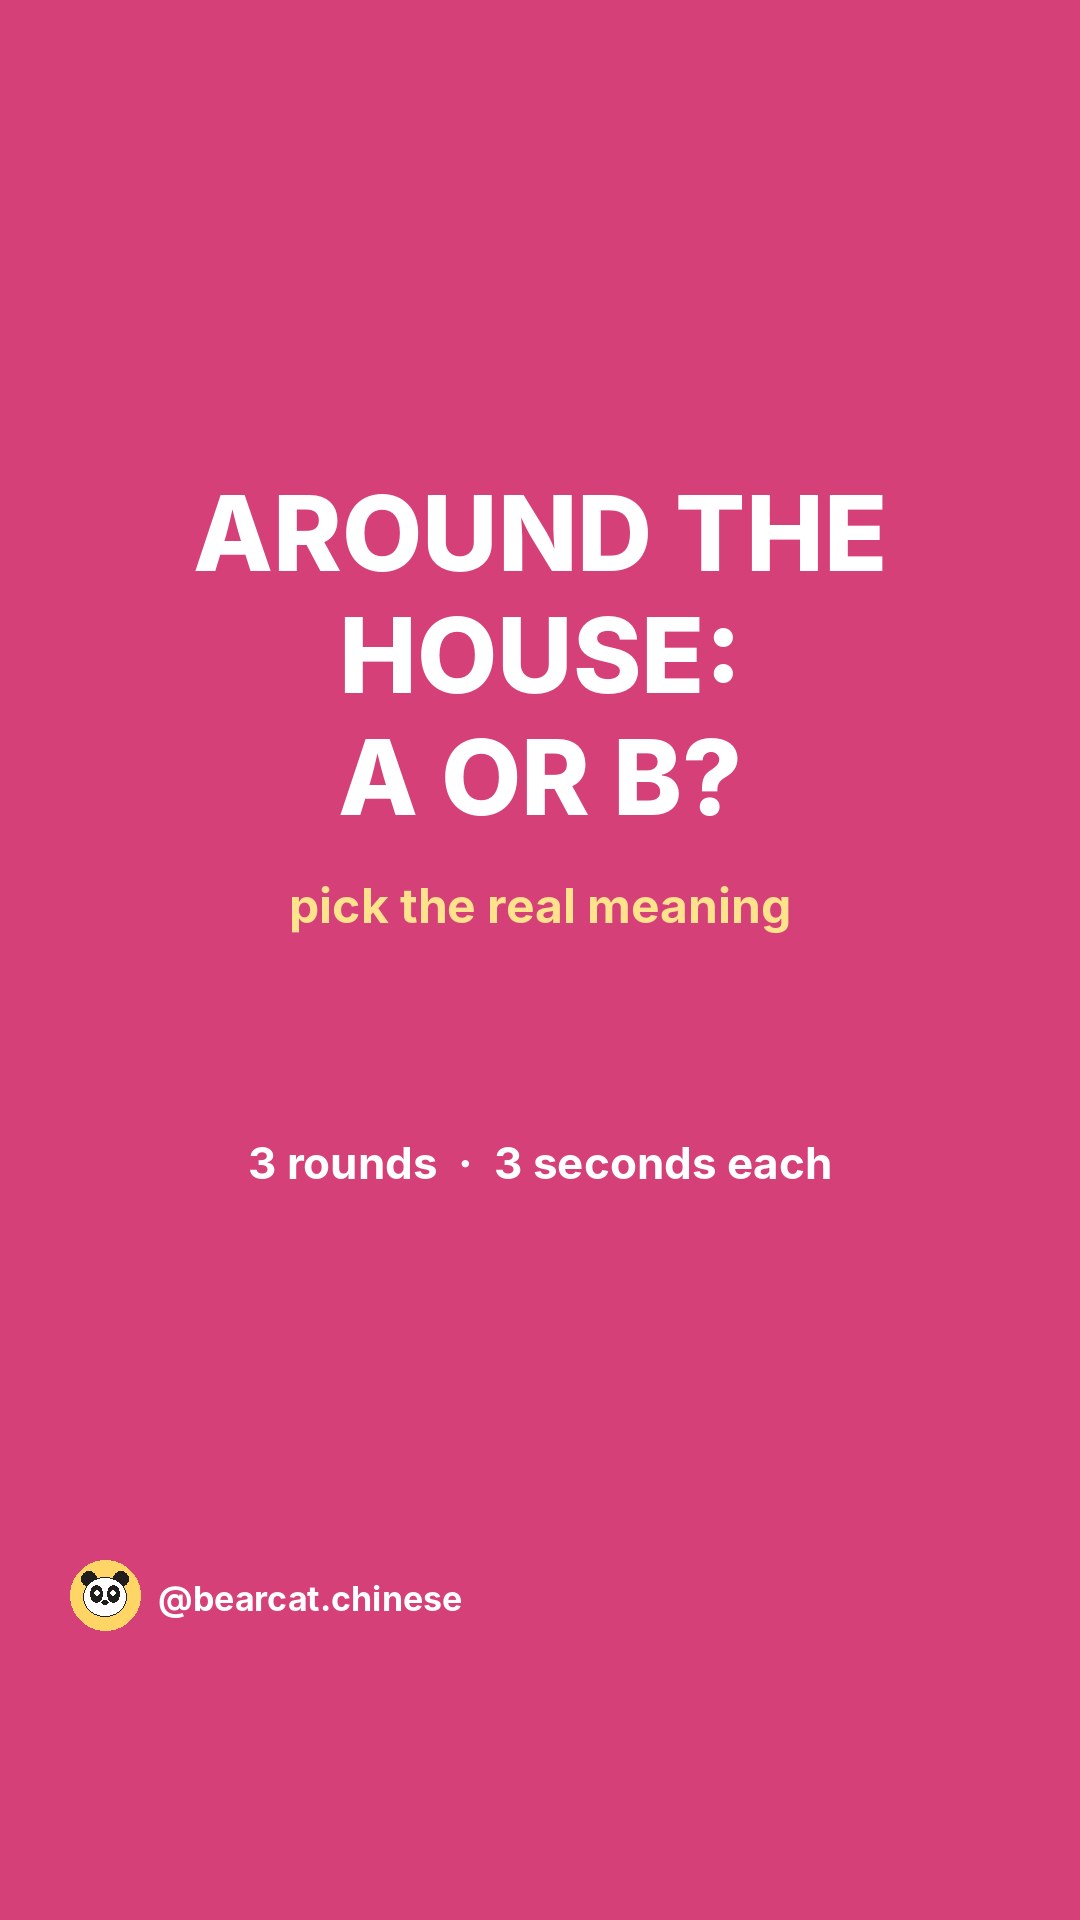 AROUND THE
HOUSE:
A OR B?
pick the real meaning
3 rounds · 3 seconds each
@bearcat.chinese